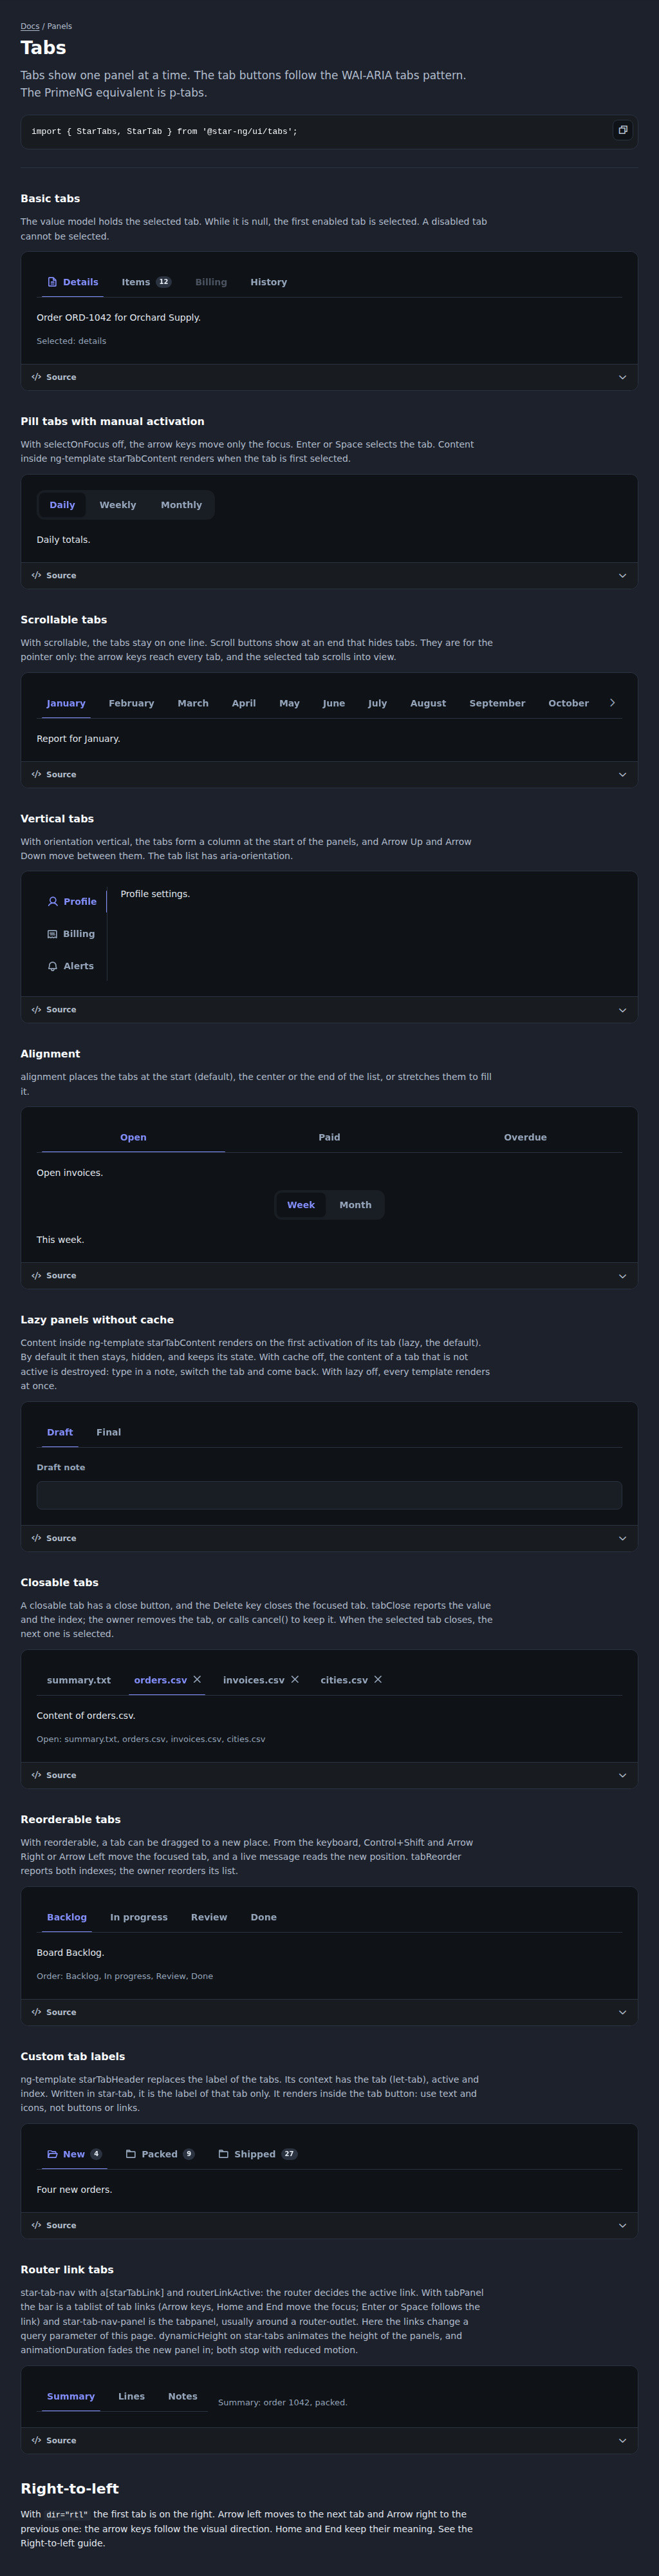 Docs / Panels
Tabs
Tabs show one panel at a time. The tab buttons follow the WAI-ARIA tabs pattern.
The PrimeNG equivalent is p-tabs.
import { StarTabs, StarTab } from '@star-ng/ui/tabs';
Basic tabs
The value model holds the selected tab. While it is null, the first enabled tab is selected. A disabled tab
cannot be selected.
Details Items 12 Billing History
Order ORD-1042 for Orchard Supply.
Selected: details
Source
Pill tabs with manual activation
With selectOnFocus off, the arrow keys move only the focus. Enter or Space selects the tab. Content
inside ng-template starTabContent renders when the tab is first selected.
Daily Weekly Monthly
Daily totals.
Source
Scrollable tabs
With scrollable, the tabs stay on one line. Scroll buttons show at an end that hides tabs. They are for the
pointer only: the arrow keys reach every tab, and the selected tab scrolls into view.
January February March April May June July August September October
Report for January.
Source
Vertical tabs
With orientation vertical, the tabs form a column at the start of the panels, and Arrow Up and Arrow
Down move between them. The tab list has aria-orientation.
Profile
Profile settings.
Billing
Alerts
Source
Alignment
alignment places the tabs at the start (default), the center or the end of the list, or stretches them to fill
it.
Open Paid Overdue
Open invoices.
Week Month
This week.
Source
Lazy panels without cache
Content inside ng-template starTabContent renders on the first activation of its tab (lazy, the default).
By default it then stays, hidden, and keeps its state. With cache off, the content of a tab that is not
active is destroyed: type in a note, switch the tab and come back. With lazy off, every template renders
at once.
Draft Final
Draft note
Source
Closable tabs
A closable tab has a close button, and the Delete key closes the focused tab. tabClose reports the value
and the index; the owner removes the tab, or calls cancel() to keep it. When the selected tab closes, the
next one is selected.
summary.txt orders.csv invoices.csv cities.csv
Content of orders.csv.
Open: summary.txt, orders.csv, invoices.csv, cities.csv
Source
Reorderable tabs
With reorderable, a tab can be dragged to a new place. From the keyboard, Control+Shift and Arrow
Right or Arrow Left move the focused tab, and a live message reads the new position. tabReorder
reports both indexes; the owner reorders its list.
Backlog In progress Review Done
Board Backlog.
Order: Backlog, In progress, Review, Done
Source
Custom tab labels
ng-template starTabHeader replaces the label of the tabs. Its context has the tab (let-tab), active and
index. Written in star-tab, it is the label of that tab only. It renders inside the tab button: use text and
icons, not buttons or links.
New 4 Packed 9 Shipped 27
Four new orders.
Source
Router link tabs
star-tab-nav with a[starTabLink] and routerLinkActive: the router decides the active link. With tabPanel
the bar is a tablist of tab links (Arrow keys, Home and End move the focus; Enter or Space follows the
link) and star-tab-nav-panel is the tabpanel, usually around a router-outlet. Here the links change a
query parameter of this page. dynamicHeight on star-tabs animates the height of the panels, and
animationDuration fades the new panel in; both stop with reduced motion.
Summary Lines Notes
Summary: order 1042, packed.
Source
Right-to-left
With dir="rtl" the first tab is on the right. Arrow left moves to the next tab and Arrow right to the
previous one: the arrow keys follow the visual direction. Home and End keep their meaning. See the
Right-to-left guide.